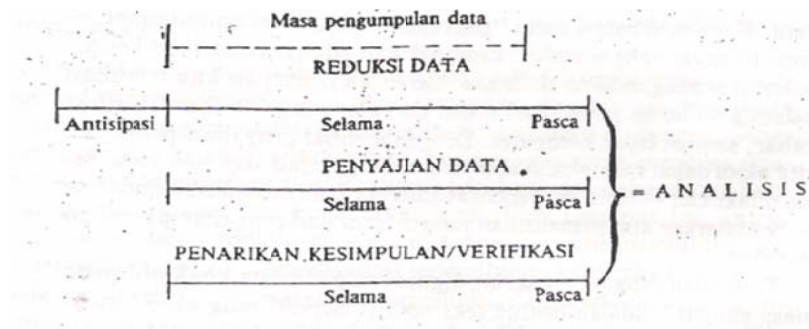 Masa pengumpulan data
REDUKSI DATA
Antisipasi Selama Pasca
PENYAJIAN DATA
Selama Pasca
= ANALISIS
PENARIKAN KESIMPULAN/VERIFIKASI
Selama Pasca